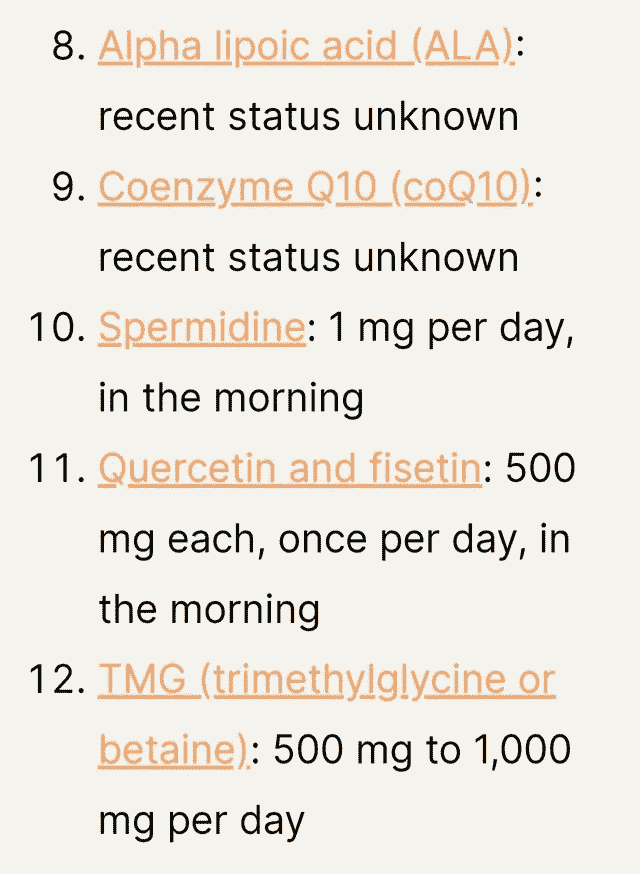 8. Alpha lipoic acid (ALA):
recent status unknown
9. Coenzyme Q10 (coQ10):
recent status unknown
10. Spermidine: 1 mg per day,
in the morning
11. Quercetin and fisetin: 500
mg each, once per day, in
the morning
12. TMG (trimethylglycine or
betaine): 500 mg to 1,000
mg per day